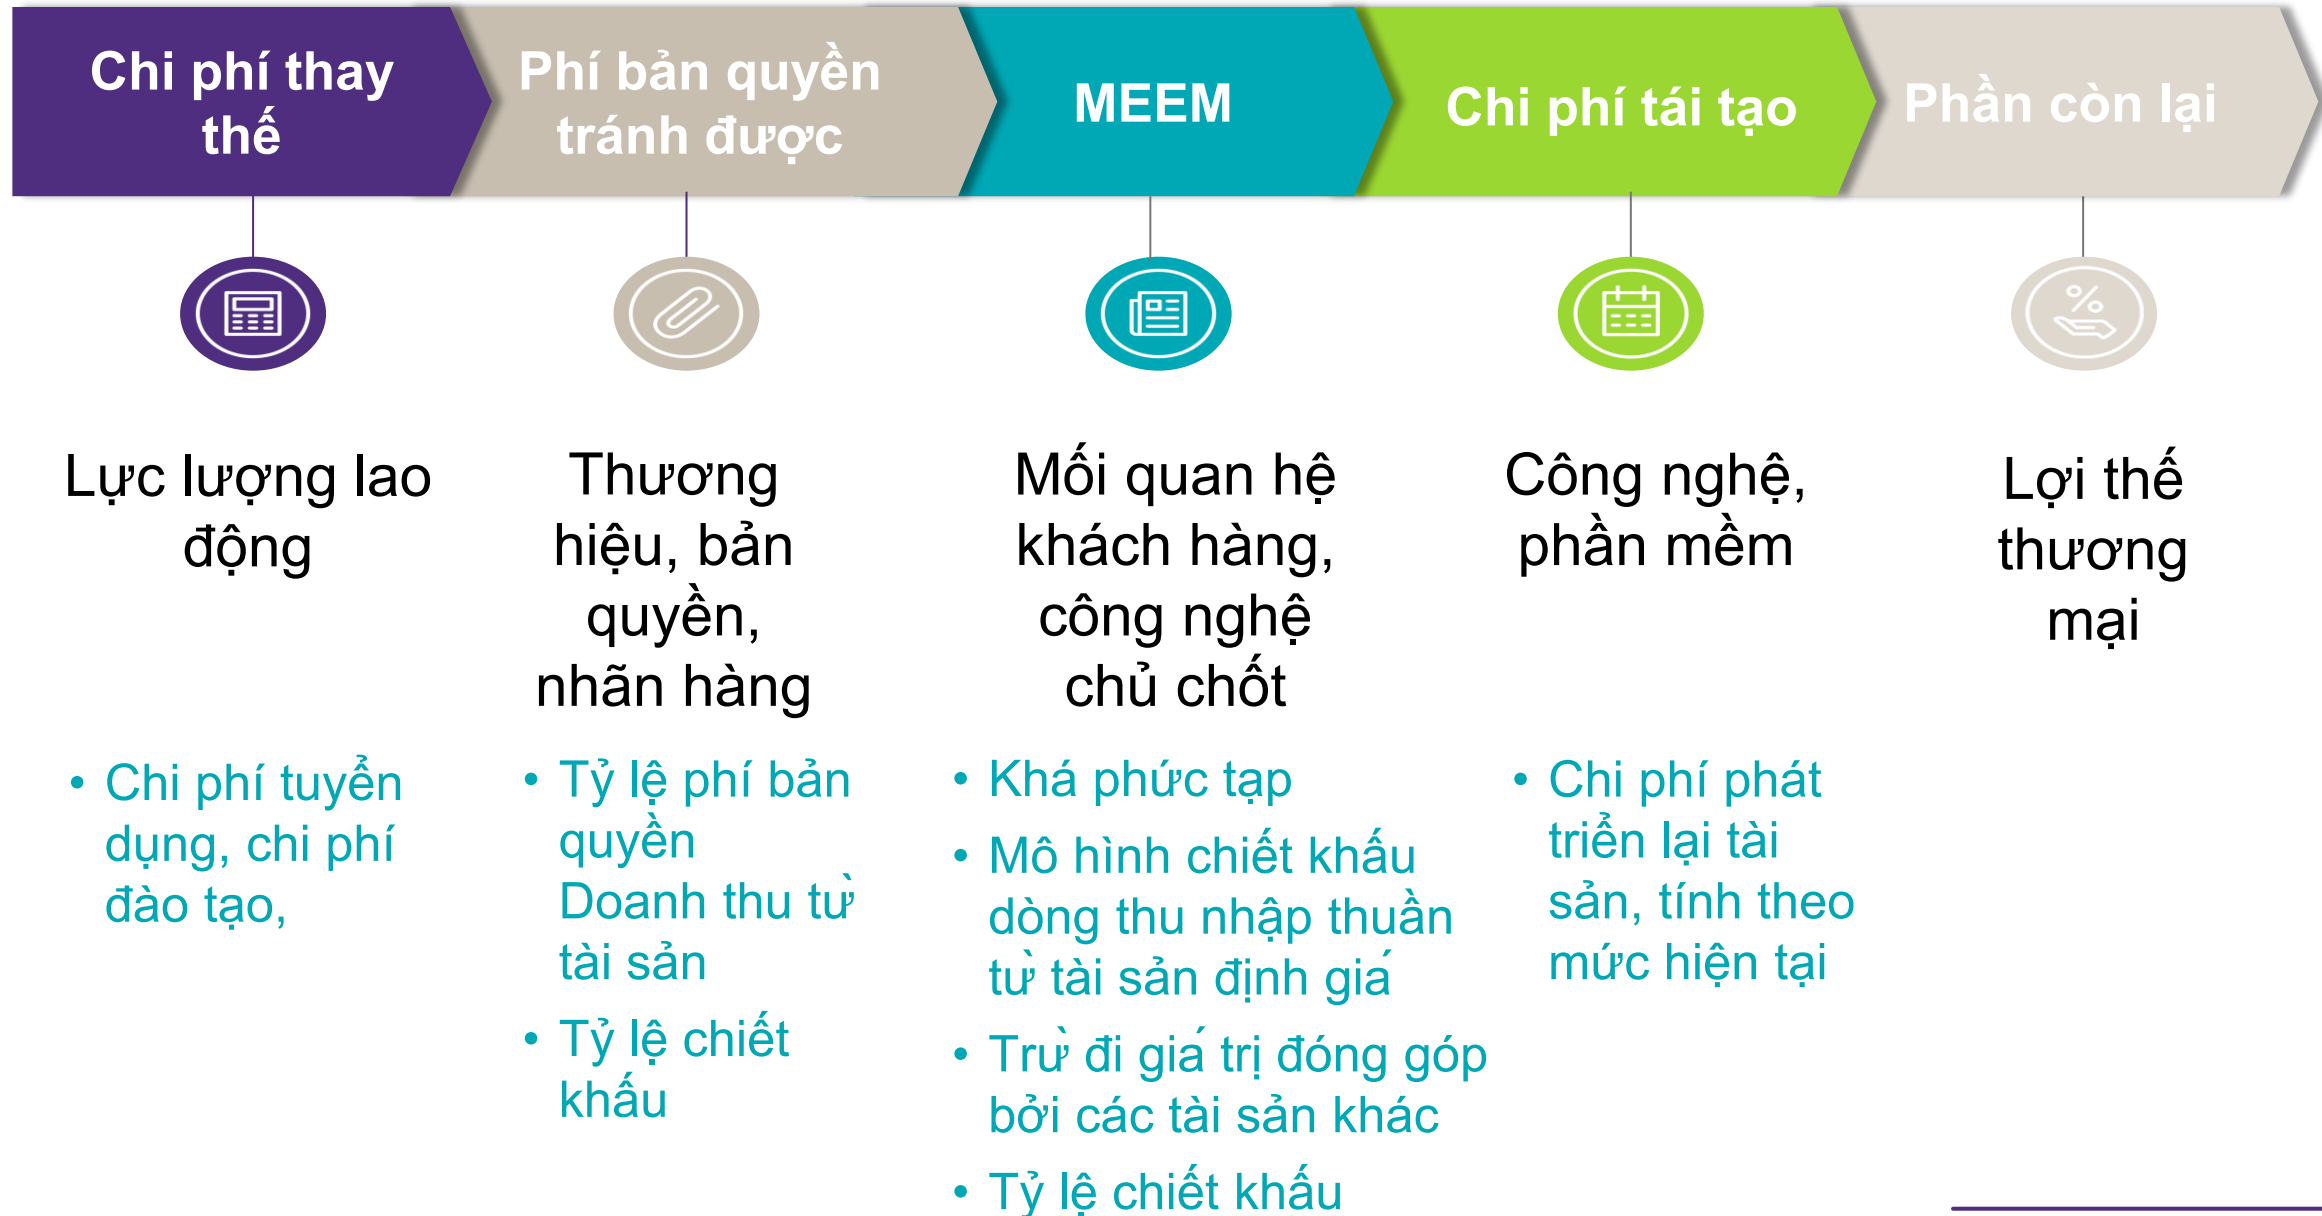 Chi phí thay
thế
Phí bản quyền
tránh được
MEEM
Chi phí tái tạo
Phần còn lại
Lực lượng lao
động
Thương
hiệu, bản
quyền,
nhãn hàng
Mối quan hệ
khách hàng,
công nghệ
chủ chốt
Công nghệ,
phần mềm
Lợi thế
thương
mại
• Chi phí tuyển
dụng, chi phí
đào tạo,
• Tỷ lệ phí bản
quyền
Doanh thu từ
tài sản
• Tỷ lệ chiết
khấu
• Khá phức tạp
• Mô hình chiết khấu
dòng thu nhập thuần
từ tài sản định giá
• Trừ đi giá trị đóng góp
bởi các tài sản khác
• Tỷ lệ chiết khấu
• Chi phí phát
triển lại tài
sản, tính theo
mức hiện tại